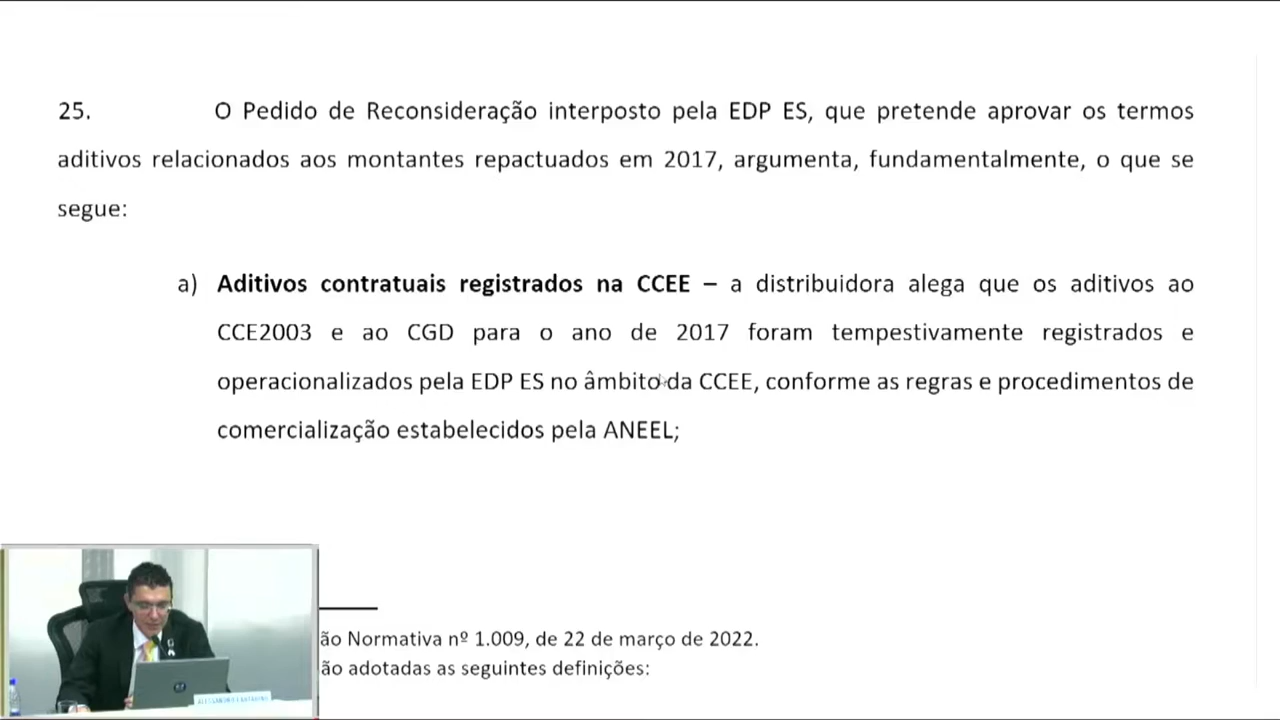 25. O Pedido de Reconsideração interposto pela EDP ES, que pretende aprovar os termos
aditivos relacionados aos montantes repactuados em 2017, argumenta, fundamentalmente, o que se
segue:
a) Aditivos contratuais registrados na CCEE – a distribuidora alega que os aditivos ao
CCE2003 e ao CGD para o ano de 2017 foram tempestivamente registrados e
operacionalizados pela EDP ES no âmbito da CCEE, conforme as regras e procedimentos de
comercialização estabelecidos pela ANEEL;
ão Normativa nº 1.009, de 22 de março de 2022.
ão adotadas as seguintes definições: